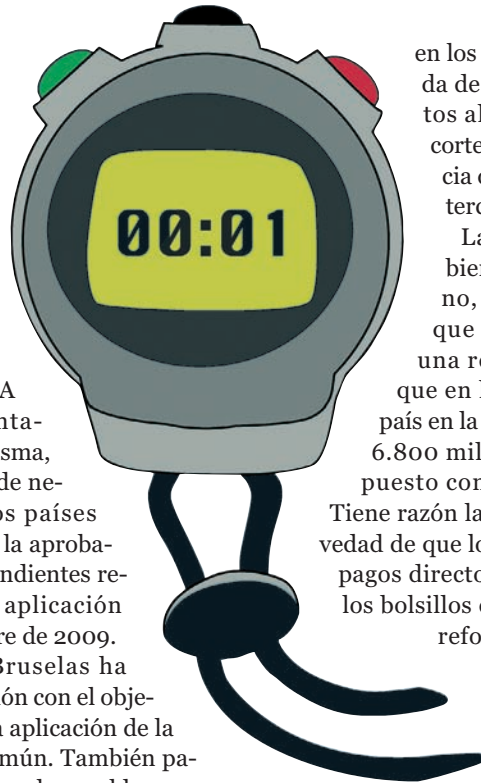 00:01
A
nta-
sma,
de ne-
os países
la aproba-
ndientes re-
aplicación
re de 2009.
Bruselas ha
ión con el obje-
aplicación de la
mún. También pa-
en los
da de
tos al
corte
cia
terc
La
bien
no,
que
una re
que en
país en la
6.800 mil
puesto con
Tiene razón la
vedad de que lo
pagos directo
los bolsillos
refo